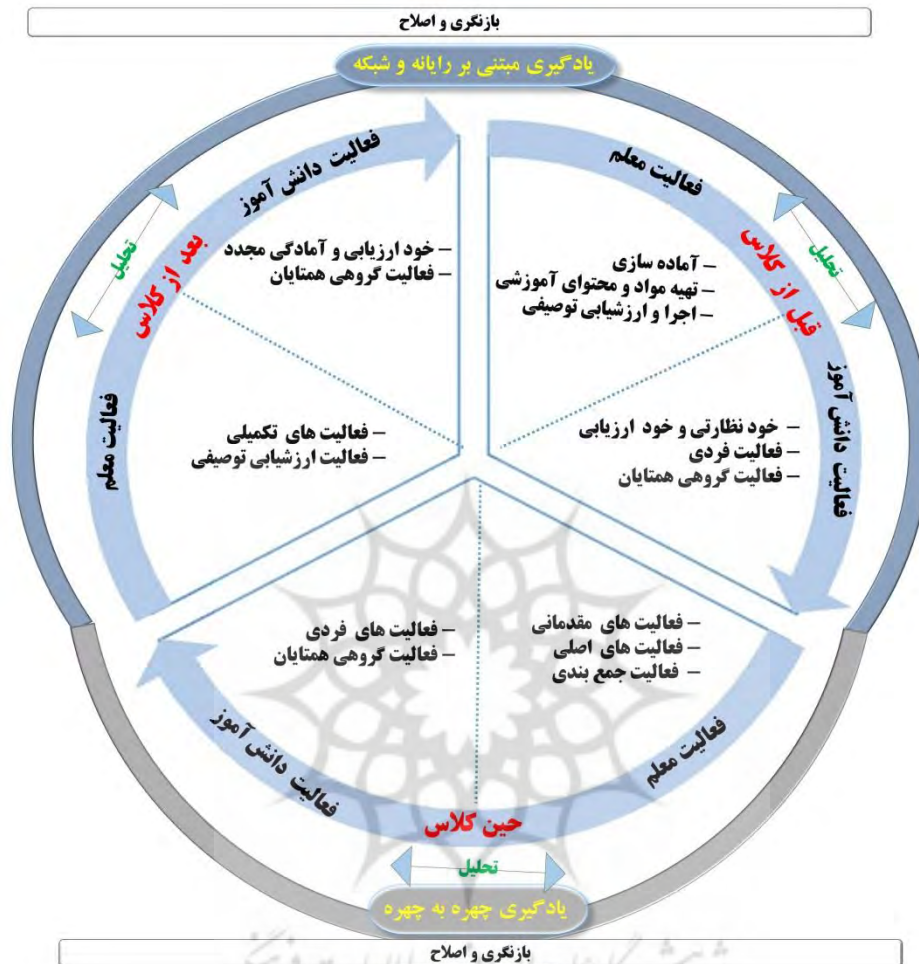 بازنگری و اصلاح
یادگیری مبتنی بر رایانه و شبکه
فعالیت معلم
قبل از کلاس
تحلیل
فعالیت دانش آموز
– آماده سازی
– تهیه مواد و محتوای آموزشی
– اجرا و ارزشیابی توصیفی
– خود نظارتی و خود ارزیابی
– فعالیت فردی
– فعالیت گروهی همتایان
فعالیت معلم
حین کلاس
تحلیل
فعالیت دانش آموز
– فعالیت های مقدماتی
– فعالیت های اصلی
– فعالیت جمع بندی
– فعالیت های فردی
– فعالیت گروهی همتایان
فعالیت معلم
بعد از کلاس
تحلیل
فعالیت دانش آموز
– فعالیت های تکمیلی
– فعالیت ارزشیابی توصیفی
– خود ارزیابی و آمادگی مجدد
– فعالیت گروهی همتایان
یادگیری چهره به چهره
بازنگری و اصلاح